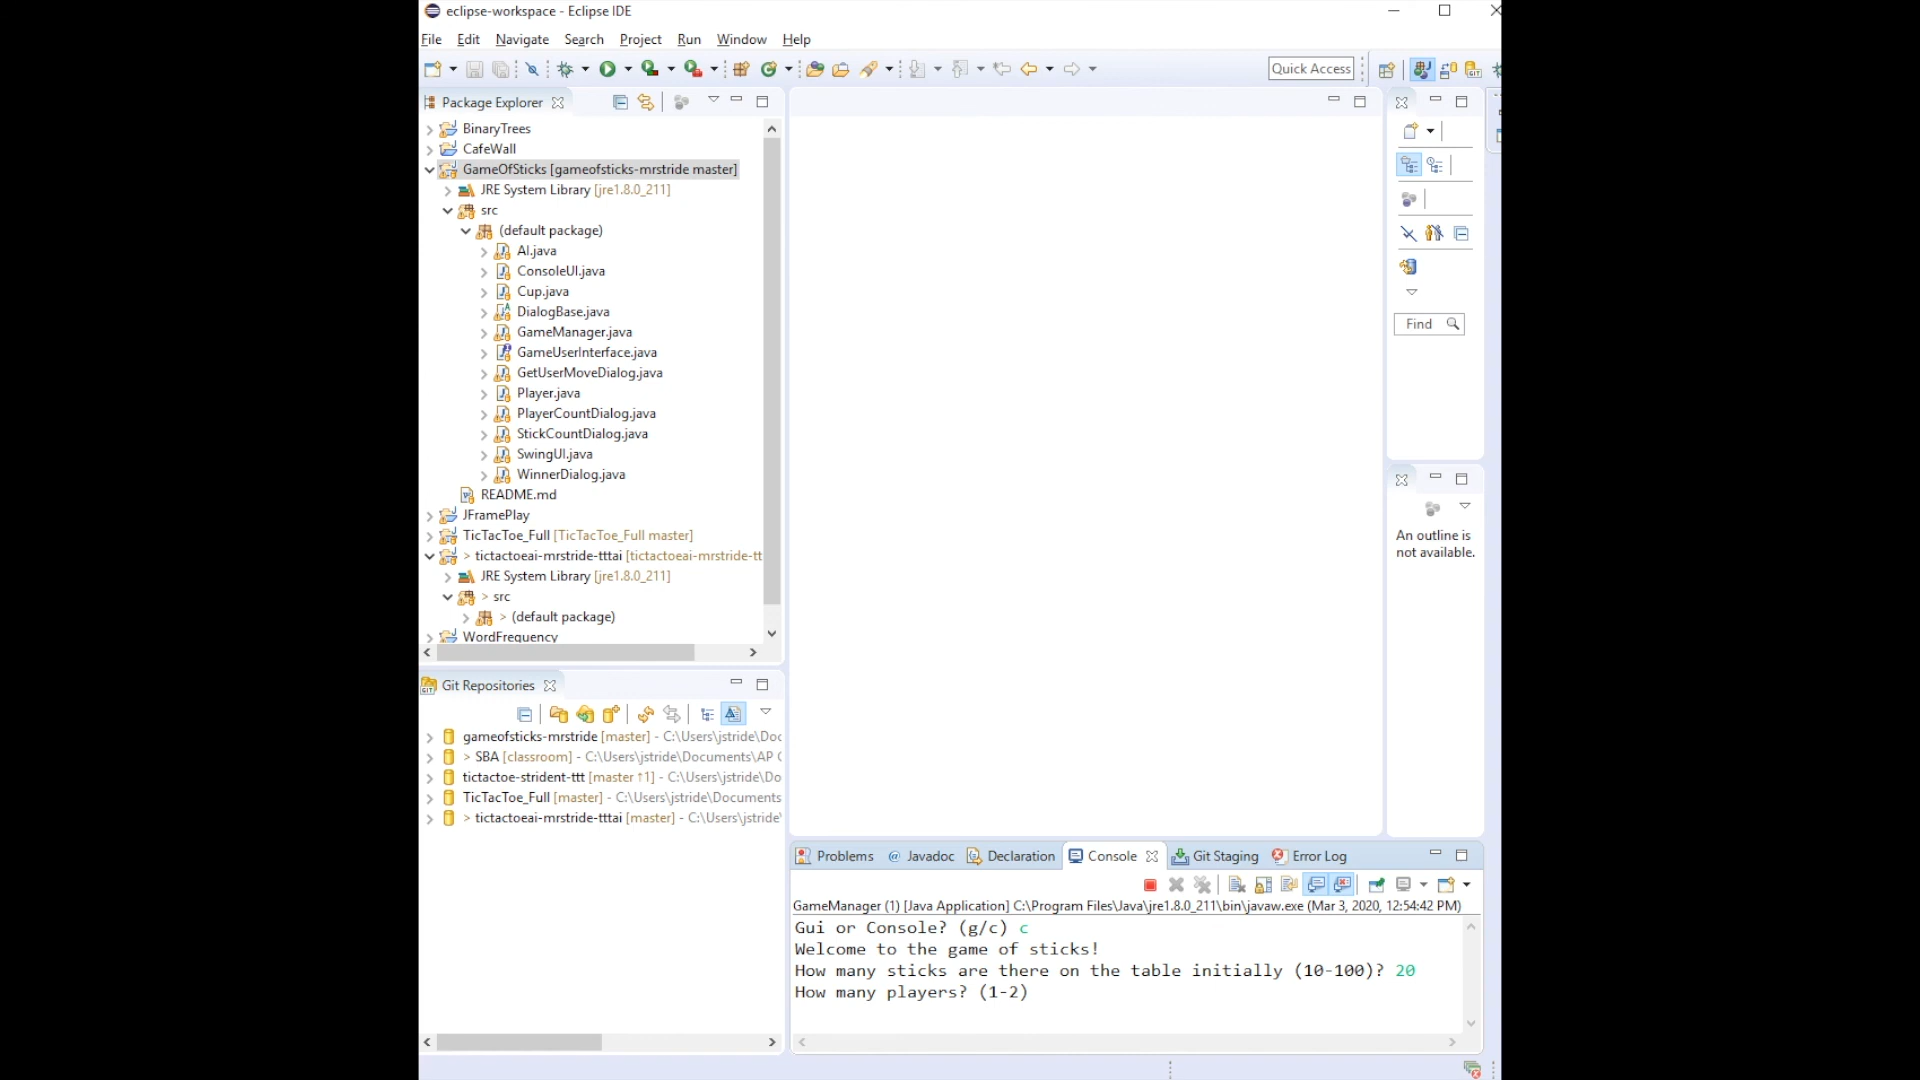 eclipse-workspace - Eclipse IDE
File Edit Navigate Search Project Run Window Help
Quick Access
Package Explorer
BinaryTrees
CafeWall
GameOfSticks [gameofsticks-mrstride master]
JRE System Library [jre1.8.0_211]
src
(default package)
AI.java
ConsoleUI.java
Cup.java
DialogBase.java
GameManager.java
GameUserInterface.java
GetUserMoveDialog.java
Player.java
PlayerCountDialog.java
StickCountDialog.java
SwingUI.java
WinnerDialog.java
README.md
JFramePlay
TicTacToe_Full [TicTacToe_Full master]
> tictactoeai-mrstride-tttai [tictactoeai-mrstride-tt
JRE System Library [jre1.8.0_211]
> src
> (default package)
WordFrequency
Git Repositories
gameofsticks-mrstride [master] - C:\Users\jstride\Doc
> SBA [classroom] - C:\Users\jstride\Documents\AP C
tictactoe-strident-ttt [master ↑1] - C:\Users\jstride\Do
TicTacToe_Full [master] - C:\Users\jstride\Documents
> tictactoeai-mrstride-tttai [master] - C:\Users\jstride\
Find
An outline is
not available.
Problems @ Javadoc Declaration Console Git Staging Error Log
GameManager (1) [Java Application] C:\Program Files\Java\jre1.8.0_211\bin\javaw.exe (Mar 3, 2020, 12:54:42 PM)
Gui or Console? (g/c) c
Welcome to the game of sticks!
How many sticks are there on the table initially (10-100)? 20
How many players? (1-2)